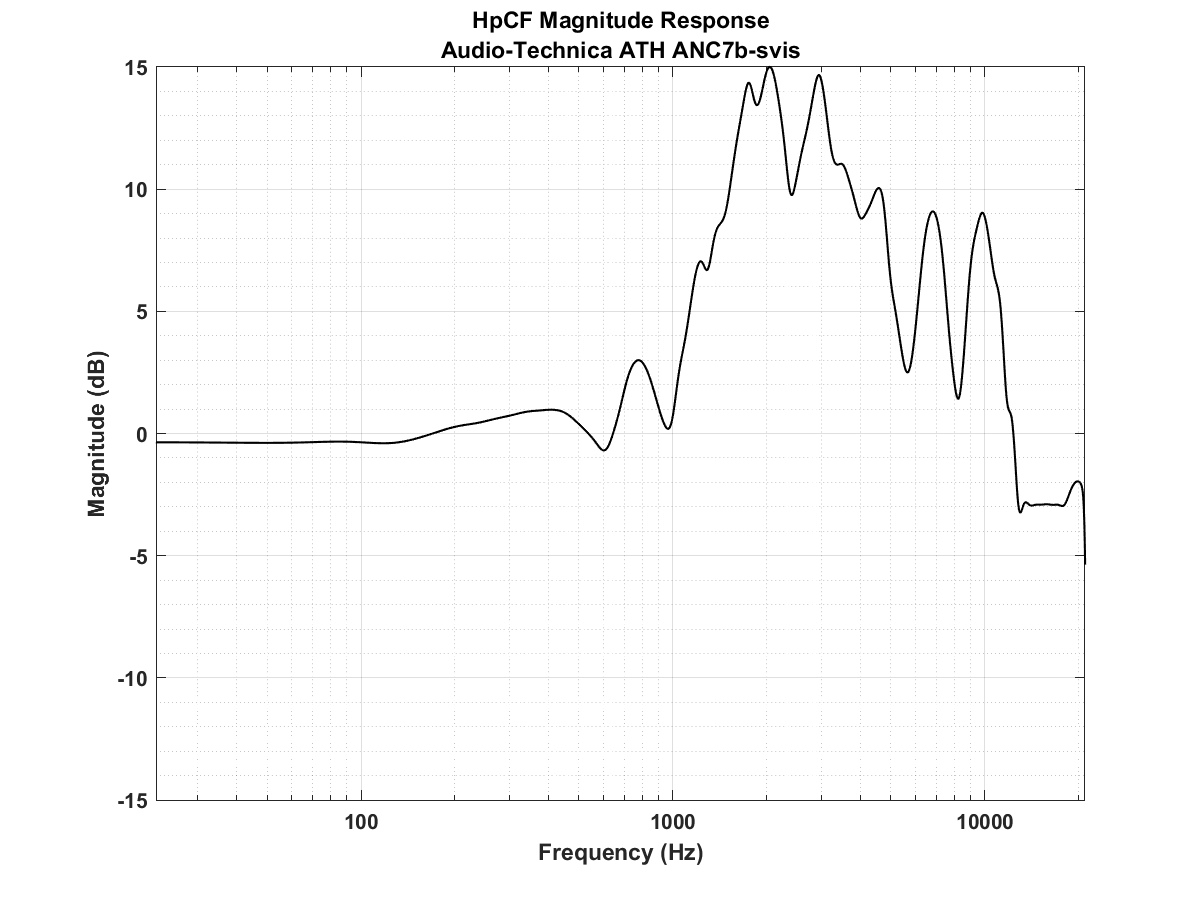 HpCF Magnitude Response
Audio-Technica ATH ANC7b-svis
15
10
5
0
-5
-10
-15
Magnitude (dB)
100
1000
10000
Frequency (Hz)